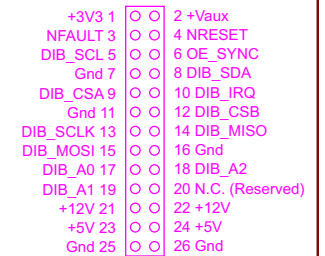 +3V3 1 2 +Vaux
NFAULT 3 4 NRESET
DIB_SCL 5 6 OE_SYNC
Gnd 7 8 DIB_SDA
DIB_CSA 9 10 DIB_IRQ
Gnd 11 12 DIB_CSB
DIB_SCLK 13 14 DIB_MISO
DIB_MOSI 15 16 Gnd
DIB_A0 17 18 DIB_A2
DIB_A1 19 20 N.C. (Reserved)
+12V 21 22 +12V
+5V 23 24 +5V
Gnd 25 26 Gnd